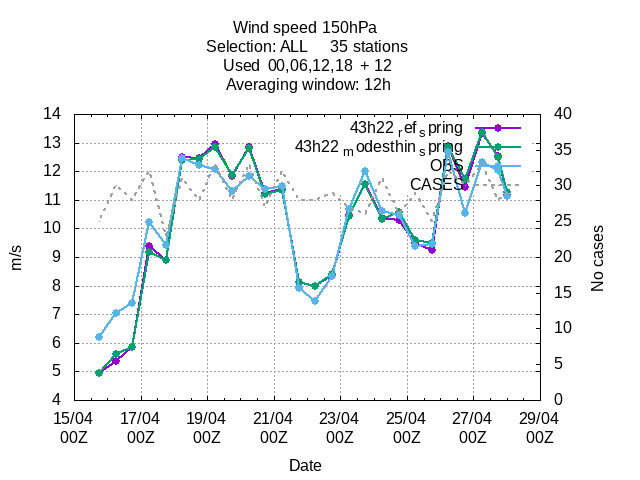 Wind speed 150hPa
Selection: ALL 35 stations
Used 00,06,12,18 + 12
Averaging window: 12h
14 40
43h22 ref spring
13 35
43h22 modesthin spring
12 OBS
11 CASES 30
10 25
9 20
8 15
7 10
6
5 5
4 0
m/s
No cases
15/04 17/04 19/04 21/04 23/04 25/04 27/04 29/04
00Z 00Z 00Z 00Z 00Z 00Z 00Z 00Z
Date